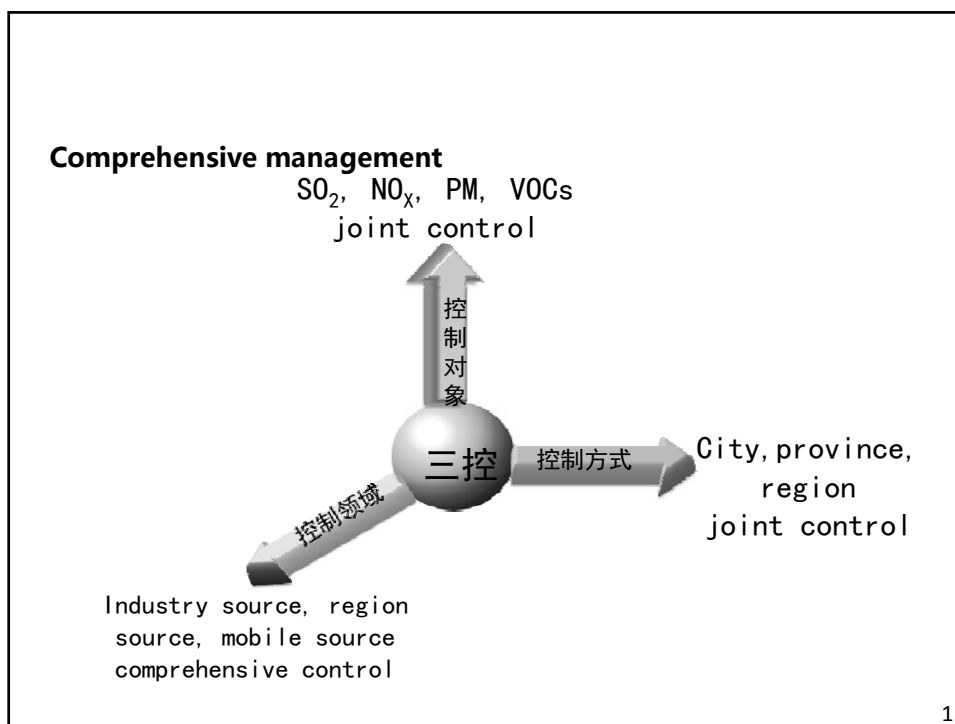 Comprehensive management
SO₂, NOₓ, PM, VOCs
joint control
控
制
对
象
三控
控制方式
City,province,
region
joint control
控制领域
Industry source, region
source, mobile source
comprehensive control
1